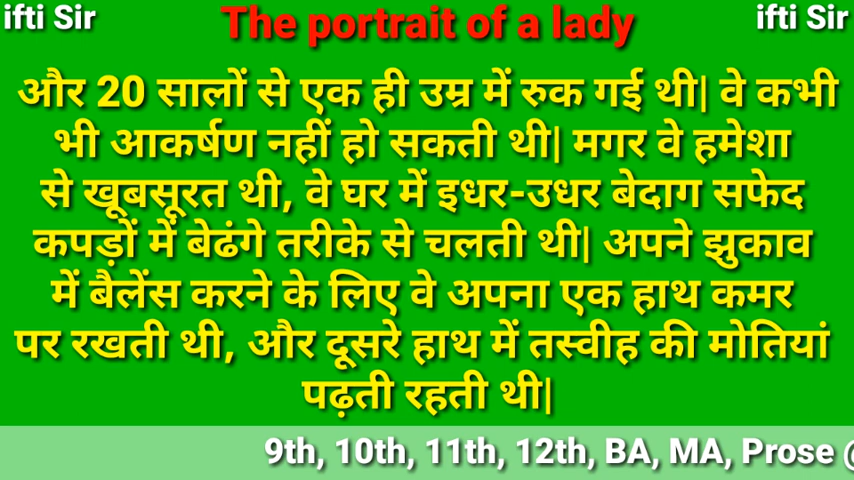 ifti Sir The portrait of a lady ifti Sir
और 20 सालों से एक ही उम्र में रुक गई थी| वे कभी
भी आकर्षण नहीं हो सकती थी| मगर वे हमेशा
से खूबसूरत थी, वे घर में इधर-उधर बेदाग सफेद
कपड़ों में बेढंगे तरीके से चलती थी| अपने झुकाव
में बैलेंस करने के लिए वे अपना एक हाथ कमर
पर रखती थी, और दूसरे हाथ में तस्वीह की मोतियां
पढ़ती रहती थी|
9th, 10th, 11th, 12th, BA, MA, Prose @